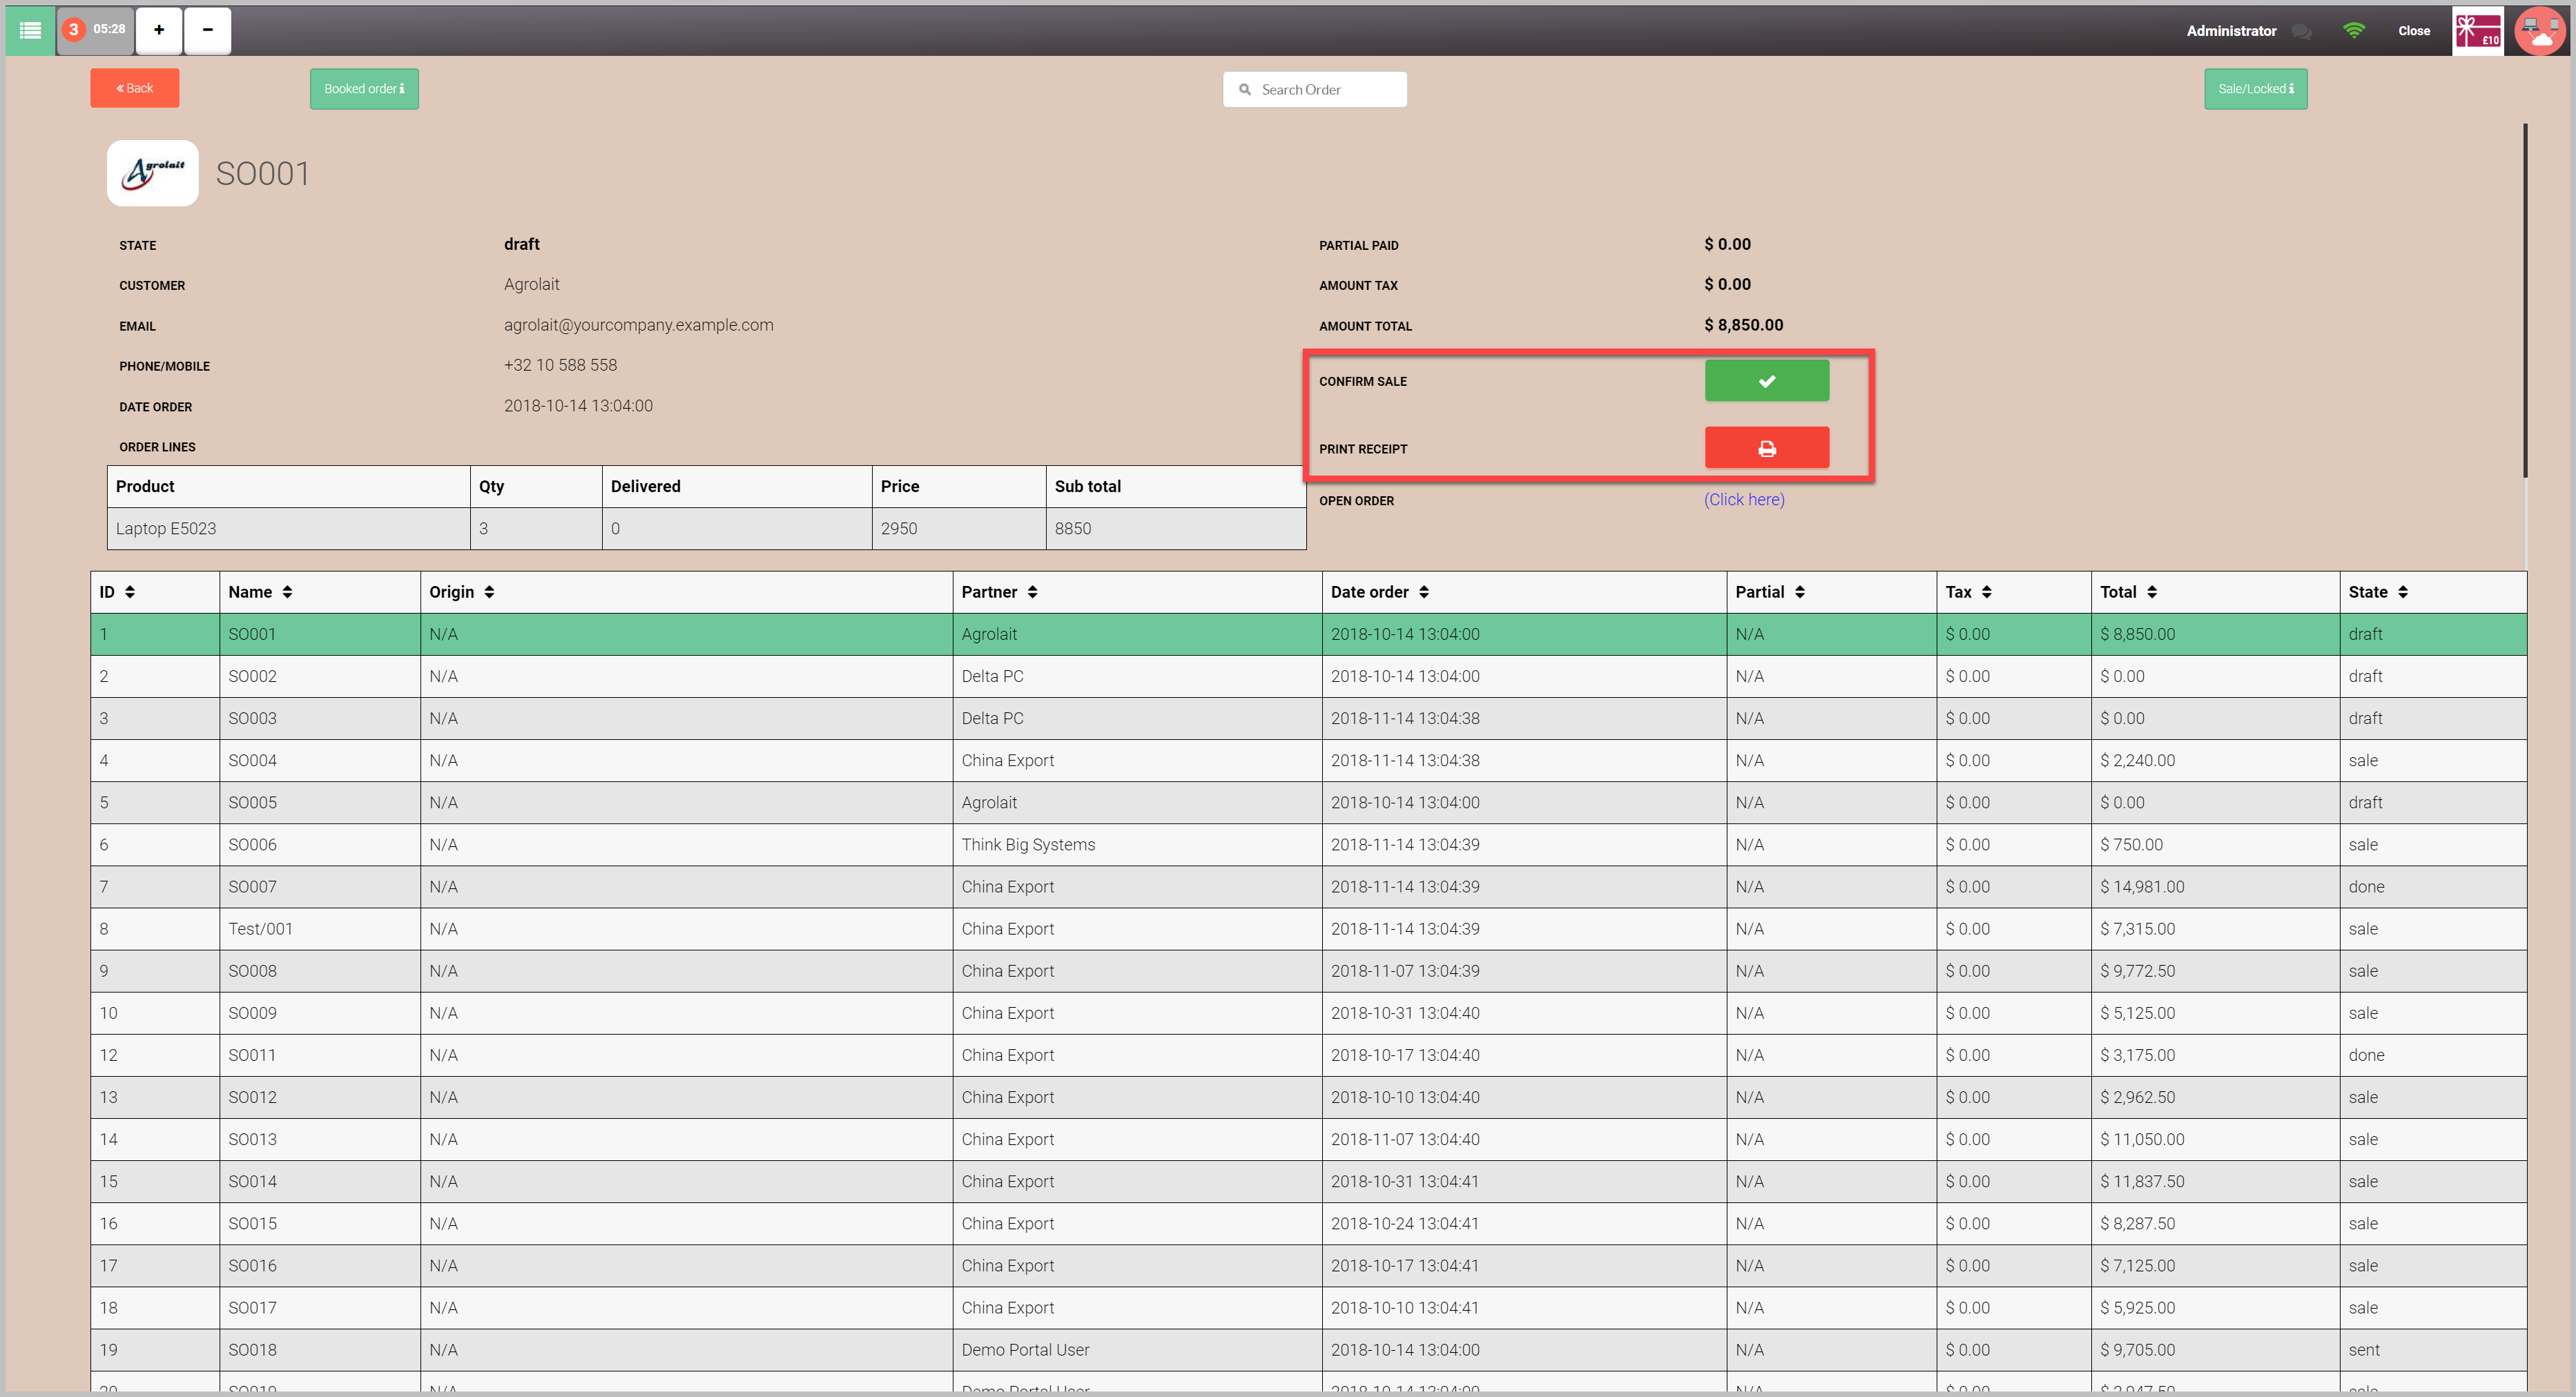 3 05:28 + - Administrator Close £10
« Back Booked order i Search Order Sale/Locked i
Agrolait SO001
STATE draft PARTIAL PAID $ 0.00
CUSTOMER Agrolait AMOUNT TAX $ 0.00
EMAIL agrolait@yourcompany.example.com AMOUNT TOTAL $ 8,850.00
PHONE/MOBILE +32 10 588 558 CONFIRM SALE
DATE ORDER 2018-10-14 13:04:00
ORDER LINES PRINT RECEIPT
Product Qty Delivered Price Sub total
OPEN ORDER (Click here)
Laptop E5023 3 0 2950 8850
ID Name Origin Partner Date order Partial Tax Total State
1 SO001 N/A Agrolait 2018-10-14 13:04:00 N/A $ 0.00 $ 8,850.00 draft
2 SO002 N/A Delta PC 2018-10-14 13:04:00 N/A $ 0.00 $ 0.00 draft
3 SO003 N/A Delta PC 2018-11-14 13:04:38 N/A $ 0.00 $ 0.00 draft
4 SO004 N/A China Export 2018-11-14 13:04:38 N/A $ 0.00 $ 2,240.00 sale
5 SO005 N/A Agrolait 2018-10-14 13:04:00 N/A $ 0.00 $ 0.00 draft
6 SO006 N/A Think Big Systems 2018-11-14 13:04:39 N/A $ 0.00 $ 750.00 sale
7 SO007 N/A China Export 2018-11-14 13:04:39 N/A $ 0.00 $ 14,981.00 done
8 Test/001 N/A China Export 2018-11-14 13:04:39 N/A $ 0.00 $ 7,315.00 sale
9 SO008 N/A China Export 2018-11-07 13:04:39 N/A $ 0.00 $ 9,772.50 sale
10 SO009 N/A China Export 2018-10-31 13:04:40 N/A $ 0.00 $ 5,125.00 sale
12 SO011 N/A China Export 2018-10-17 13:04:40 N/A $ 0.00 $ 3,175.00 done
13 SO012 N/A China Export 2018-10-10 13:04:40 N/A $ 0.00 $ 2,962.50 sale
14 SO013 N/A China Export 2018-11-07 13:04:40 N/A $ 0.00 $ 11,050.00 sale
15 SO014 N/A China Export 2018-10-31 13:04:41 N/A $ 0.00 $ 11,837.50 sale
16 SO015 N/A China Export 2018-10-24 13:04:41 N/A $ 0.00 $ 8,287.50 sale
17 SO016 N/A China Export 2018-10-17 13:04:41 N/A $ 0.00 $ 7,125.00 sale
18 SO017 N/A China Export 2018-10-10 13:04:41 N/A $ 0.00 $ 5,925.00 sale
19 SO018 N/A Demo Portal User 2018-10-14 13:04:00 N/A $ 0.00 $ 9,705.00 sent